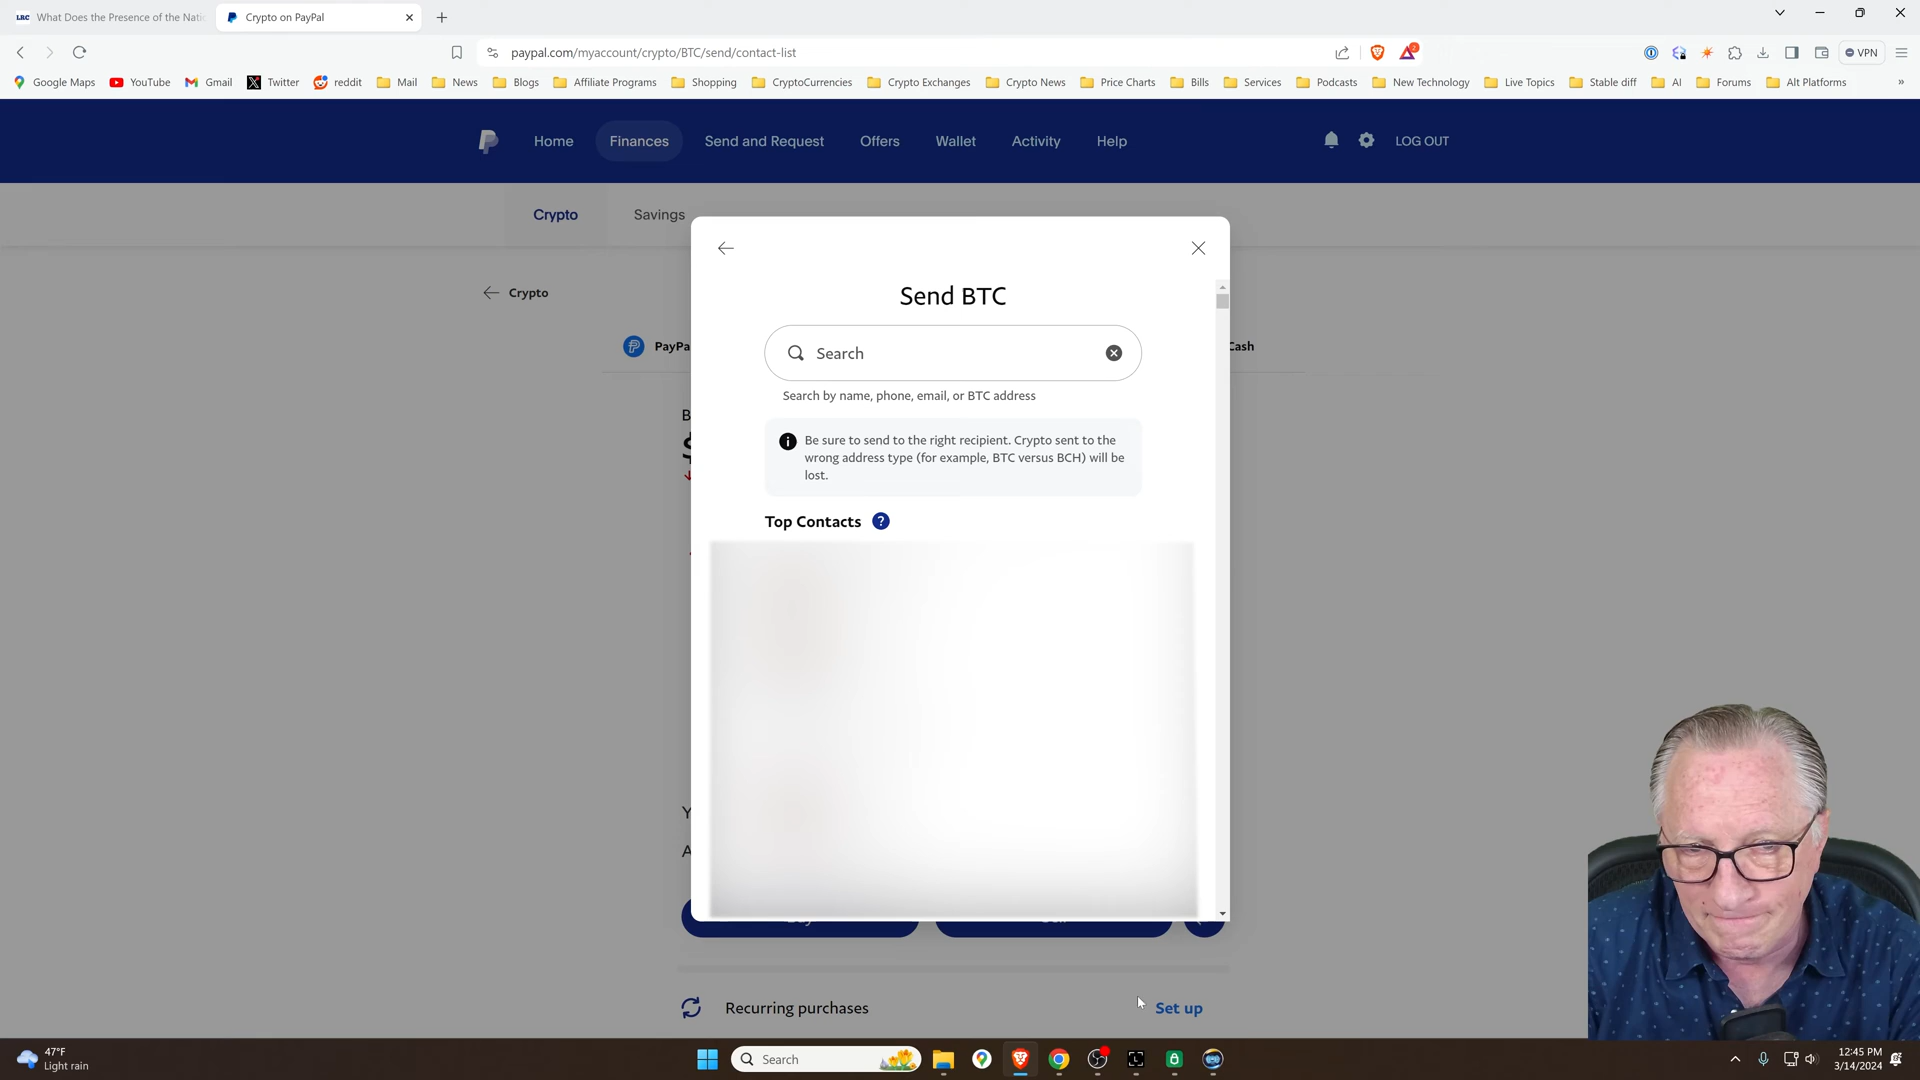 LRC What Does the Presence of the Nati
Crypto on PayPal
paypal.com/myaccount/crypto/BTC/send/contact-list
2
VPN
Google Maps YouTube Gmail Twitter reddit Mail News Blogs Affiliate Programs Shopping CryptoCurrencies Crypto Exchanges Crypto News Price Charts Bills Services Podcasts New Technology Live Topics Stable diff AI Forums Alt Platforms »
Home Finances Send and Request Offers Wallet Activity Help LOG OUT
Crypto Savings
Crypto
PayPa
Cash
B
$
Send BTC
Search
Search by name, phone, email, or BTC address
Be sure to send to the right recipient. Crypto sent to the
wrong address type (for example, BTC versus BCH) will be
lost.
Top Contacts ?
Y
A
Recurring purchases Set up
47°F
Light rain
Search
12:45 PM
3/14/2024